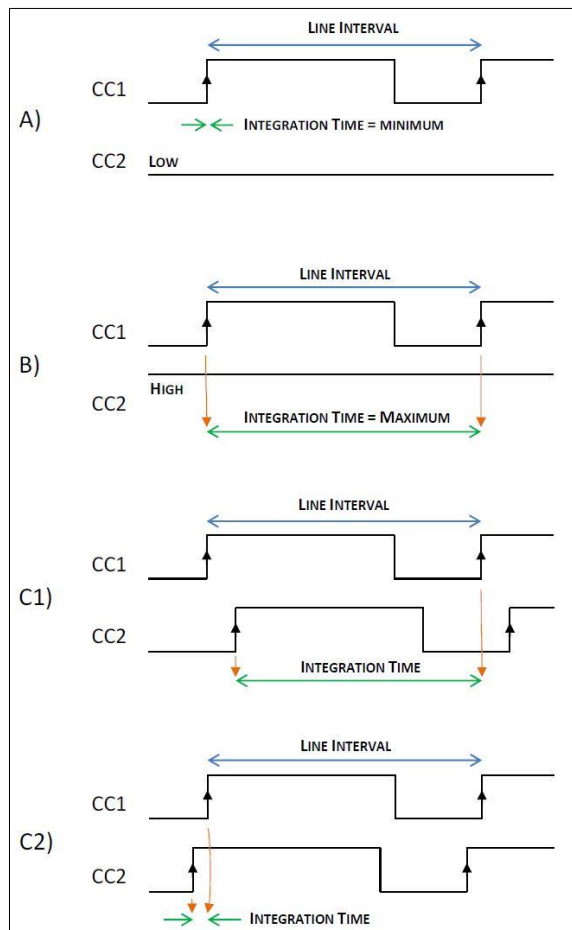 LINE INTERVAL
CC1
A)
INTEGRATION TIME = MINIMUM
CC2 LOW
LINE INTERVAL
CC1
B)
HIGH
CC2
INTEGRATION TIME = MAXIMUM
LINE INTERVAL
CC1
C1)
CC2
INTEGRATION TIME
LINE INTERVAL
CC1
C2)
CC2
INTEGRATION TIME